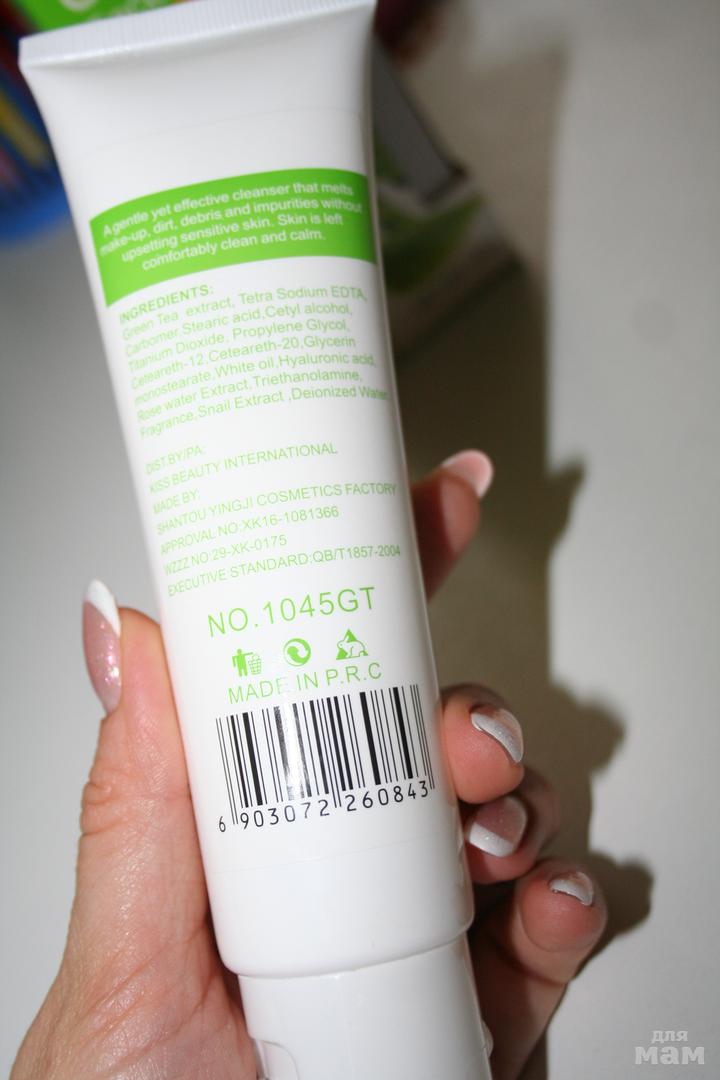 A gentle yet effective cleanser that melts
make-up, dirt, debris and impurities without
upsetting sensitive skin. Skin is left
comfortably clean and calm.
INGREDIENTS:
Green Tea extract, Tetra Sodium EDTA,
Carbomer,Stearic acid,Cetyl alcohol,
Titanium Dioxide, Propylene Glycol,
Ceteareth-12,Ceteareth-20,Glycerin
monostearate,White oil,Hyaluronic acid,
Rose water Extract,Triethanolamine,
Fragrance,Snail Extract ,Deionized Water
DIST.BY/PA:
KISS BEAUTY INTERNATIONAL
MADE BY:
SHANTOU YINGJI COSMETICS FACTORY
APPROVAL NO:XK16-1081366
WZZZ NO:29-XK-0175
EXECUTIVE STANDARD:QB/T1857-2004
NO.1045GT
MADE IN P.R.C
6 903072 260843
для
мам